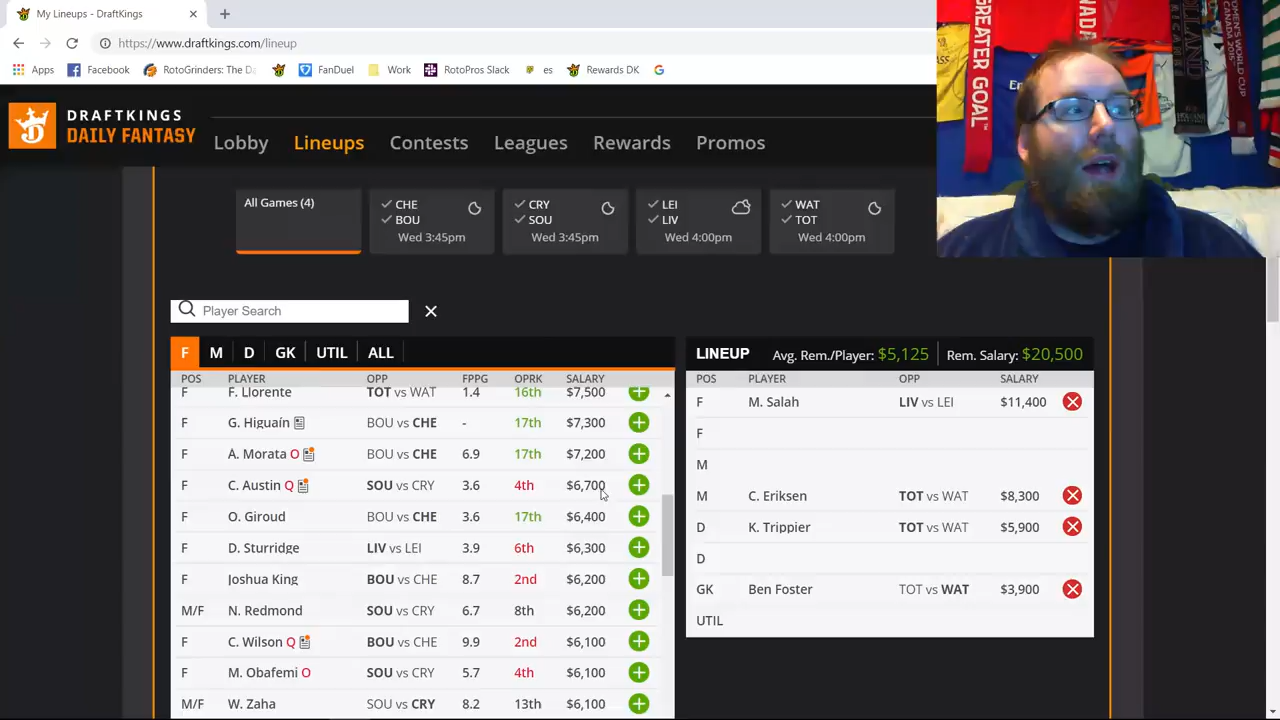 My Lineups - DraftKings
https://www.draftkings.com/lineup
Apps Facebook RotoGrinders: The Da FanDuel Work RotoPros Slack es Rewards DK
DRAFTKINGS
DAILY FANTASY
Lobby Lineups Contests Leagues Rewards Promos
All Games (4)
CHE
BOU
Wed 3:45pm
CRY
SOU
Wed 3:45pm
LEI
LIV
Wed 4:00pm
WAT
TOT
Wed 4:00pm
GREATER GOAL™
CANADA
WOMEN'S WORLD CUP CANADA 2015
Player Search
F M D GK UTIL ALL
POS PLAYER OPP FPPG OPRK SALARY
F F. Llorente TOT vs WAT 1.4 16th $7,500
F G. Higuaín BOU vs CHE - 17th $7,300
F A. Morata O BOU vs CHE 6.9 17th $7,200
F C. Austin Q SOU vs CRY 3.6 4th $6,700
F O. Giroud BOU vs CHE 3.6 17th $6,400
F D. Sturridge LIV vs LEI 3.9 6th $6,300
F Joshua King BOU vs CHE 8.7 2nd $6,200
M/F N. Redmond SOU vs CRY 6.7 8th $6,200
F C. Wilson Q BOU vs CHE 9.9 2nd $6,100
F M. Obafemi O SOU vs CRY 5.7 4th $6,100
M/F W. Zaha SOU vs CRY 8.2 13th $6,100
LINEUP Avg. Rem./Player: $5,125 Rem. Salary: $20,500
POS PLAYER OPP SALARY
F M. Salah LIV vs LEI $11,400
F
M
M C. Eriksen TOT vs WAT $8,300
D K. Trippier TOT vs WAT $5,900
D
GK Ben Foster TOT vs WAT $3,900
UTIL